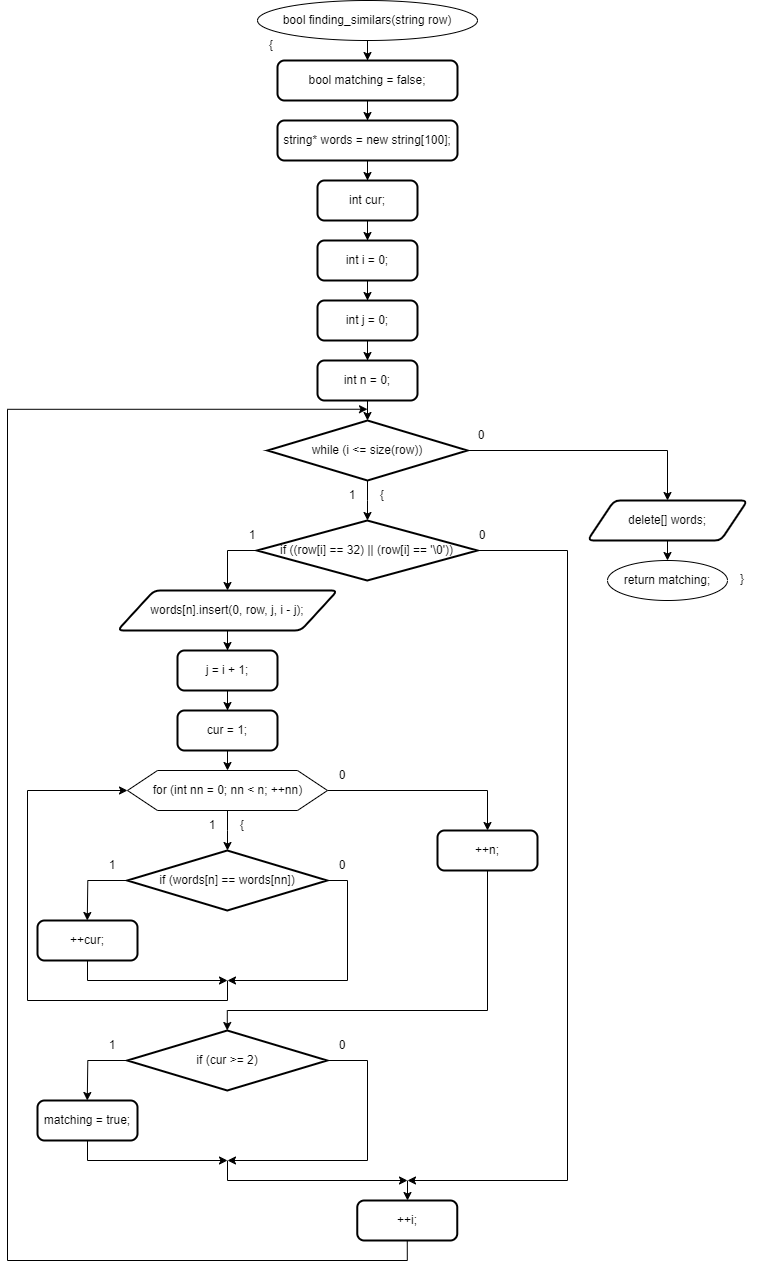 bool finding_similars(string row)
{
bool matching = false;
string* words = new string[100];
int cur;
int i = 0;
int j = 0;
int n = 0;
while (i <= size(row))
0
1
{
delete[] words;
return matching;
}
if ((row[i] == 32) || (row[i] == '\0'))
1
0
words[n].insert(0, row, j, i - j);
j = i + 1;
cur = 1;
for (int nn = 0; nn < n; ++nn)
0
1
{
++n;
if (words[n] == words[nn])
1
0
++cur;
if (cur >= 2)
1
0
matching = true;
++i;